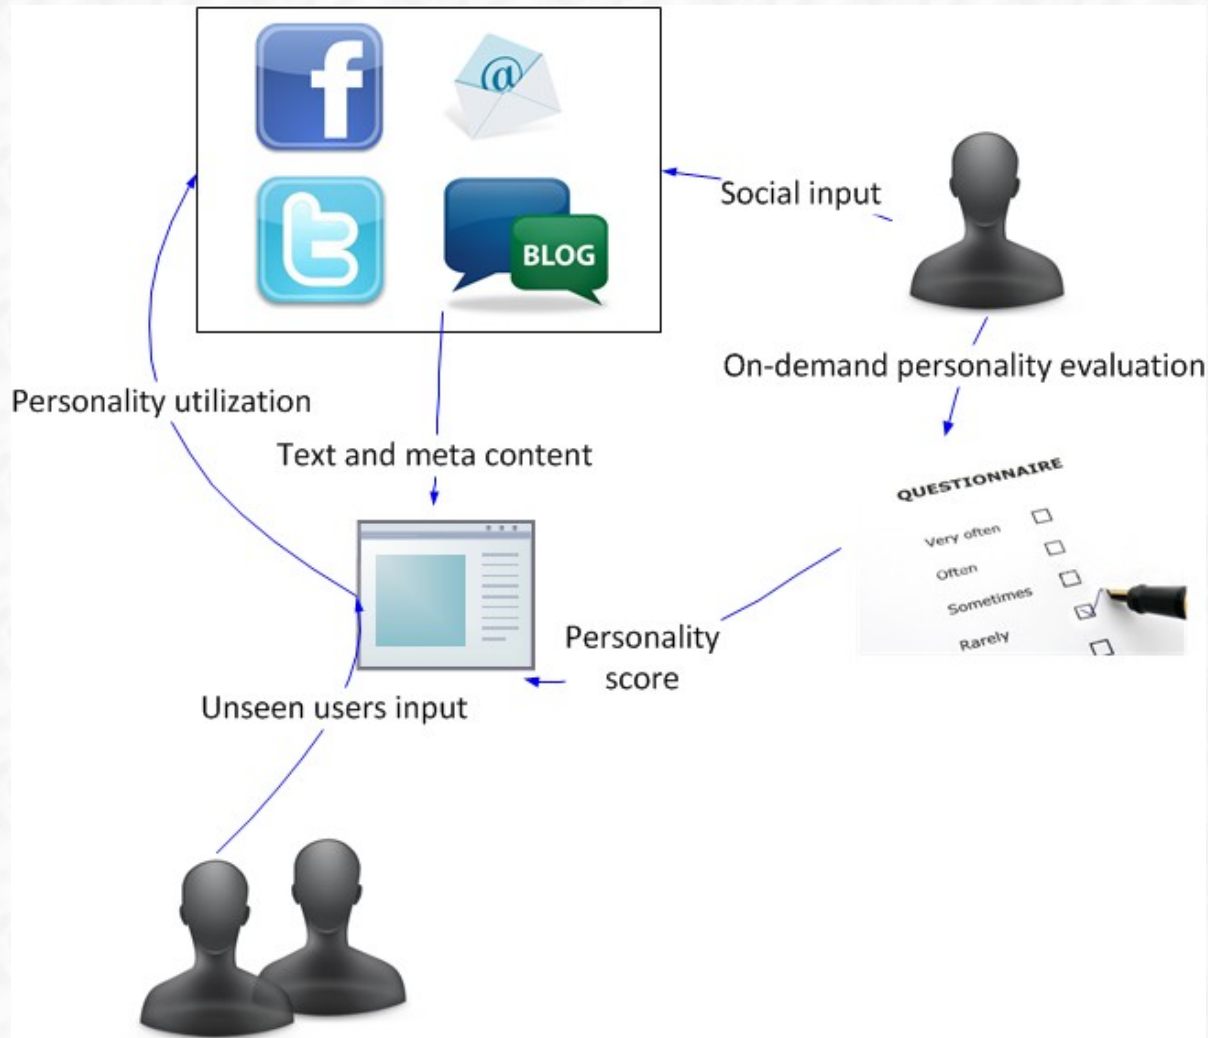 f
@
t
BLOG
Social input
On-demand personality evaluation
Personality utilization
Text and meta content
QUESTIONNAIRE
Very often
Often
Sometimes
Rarely
Personality
score
Unseen users input